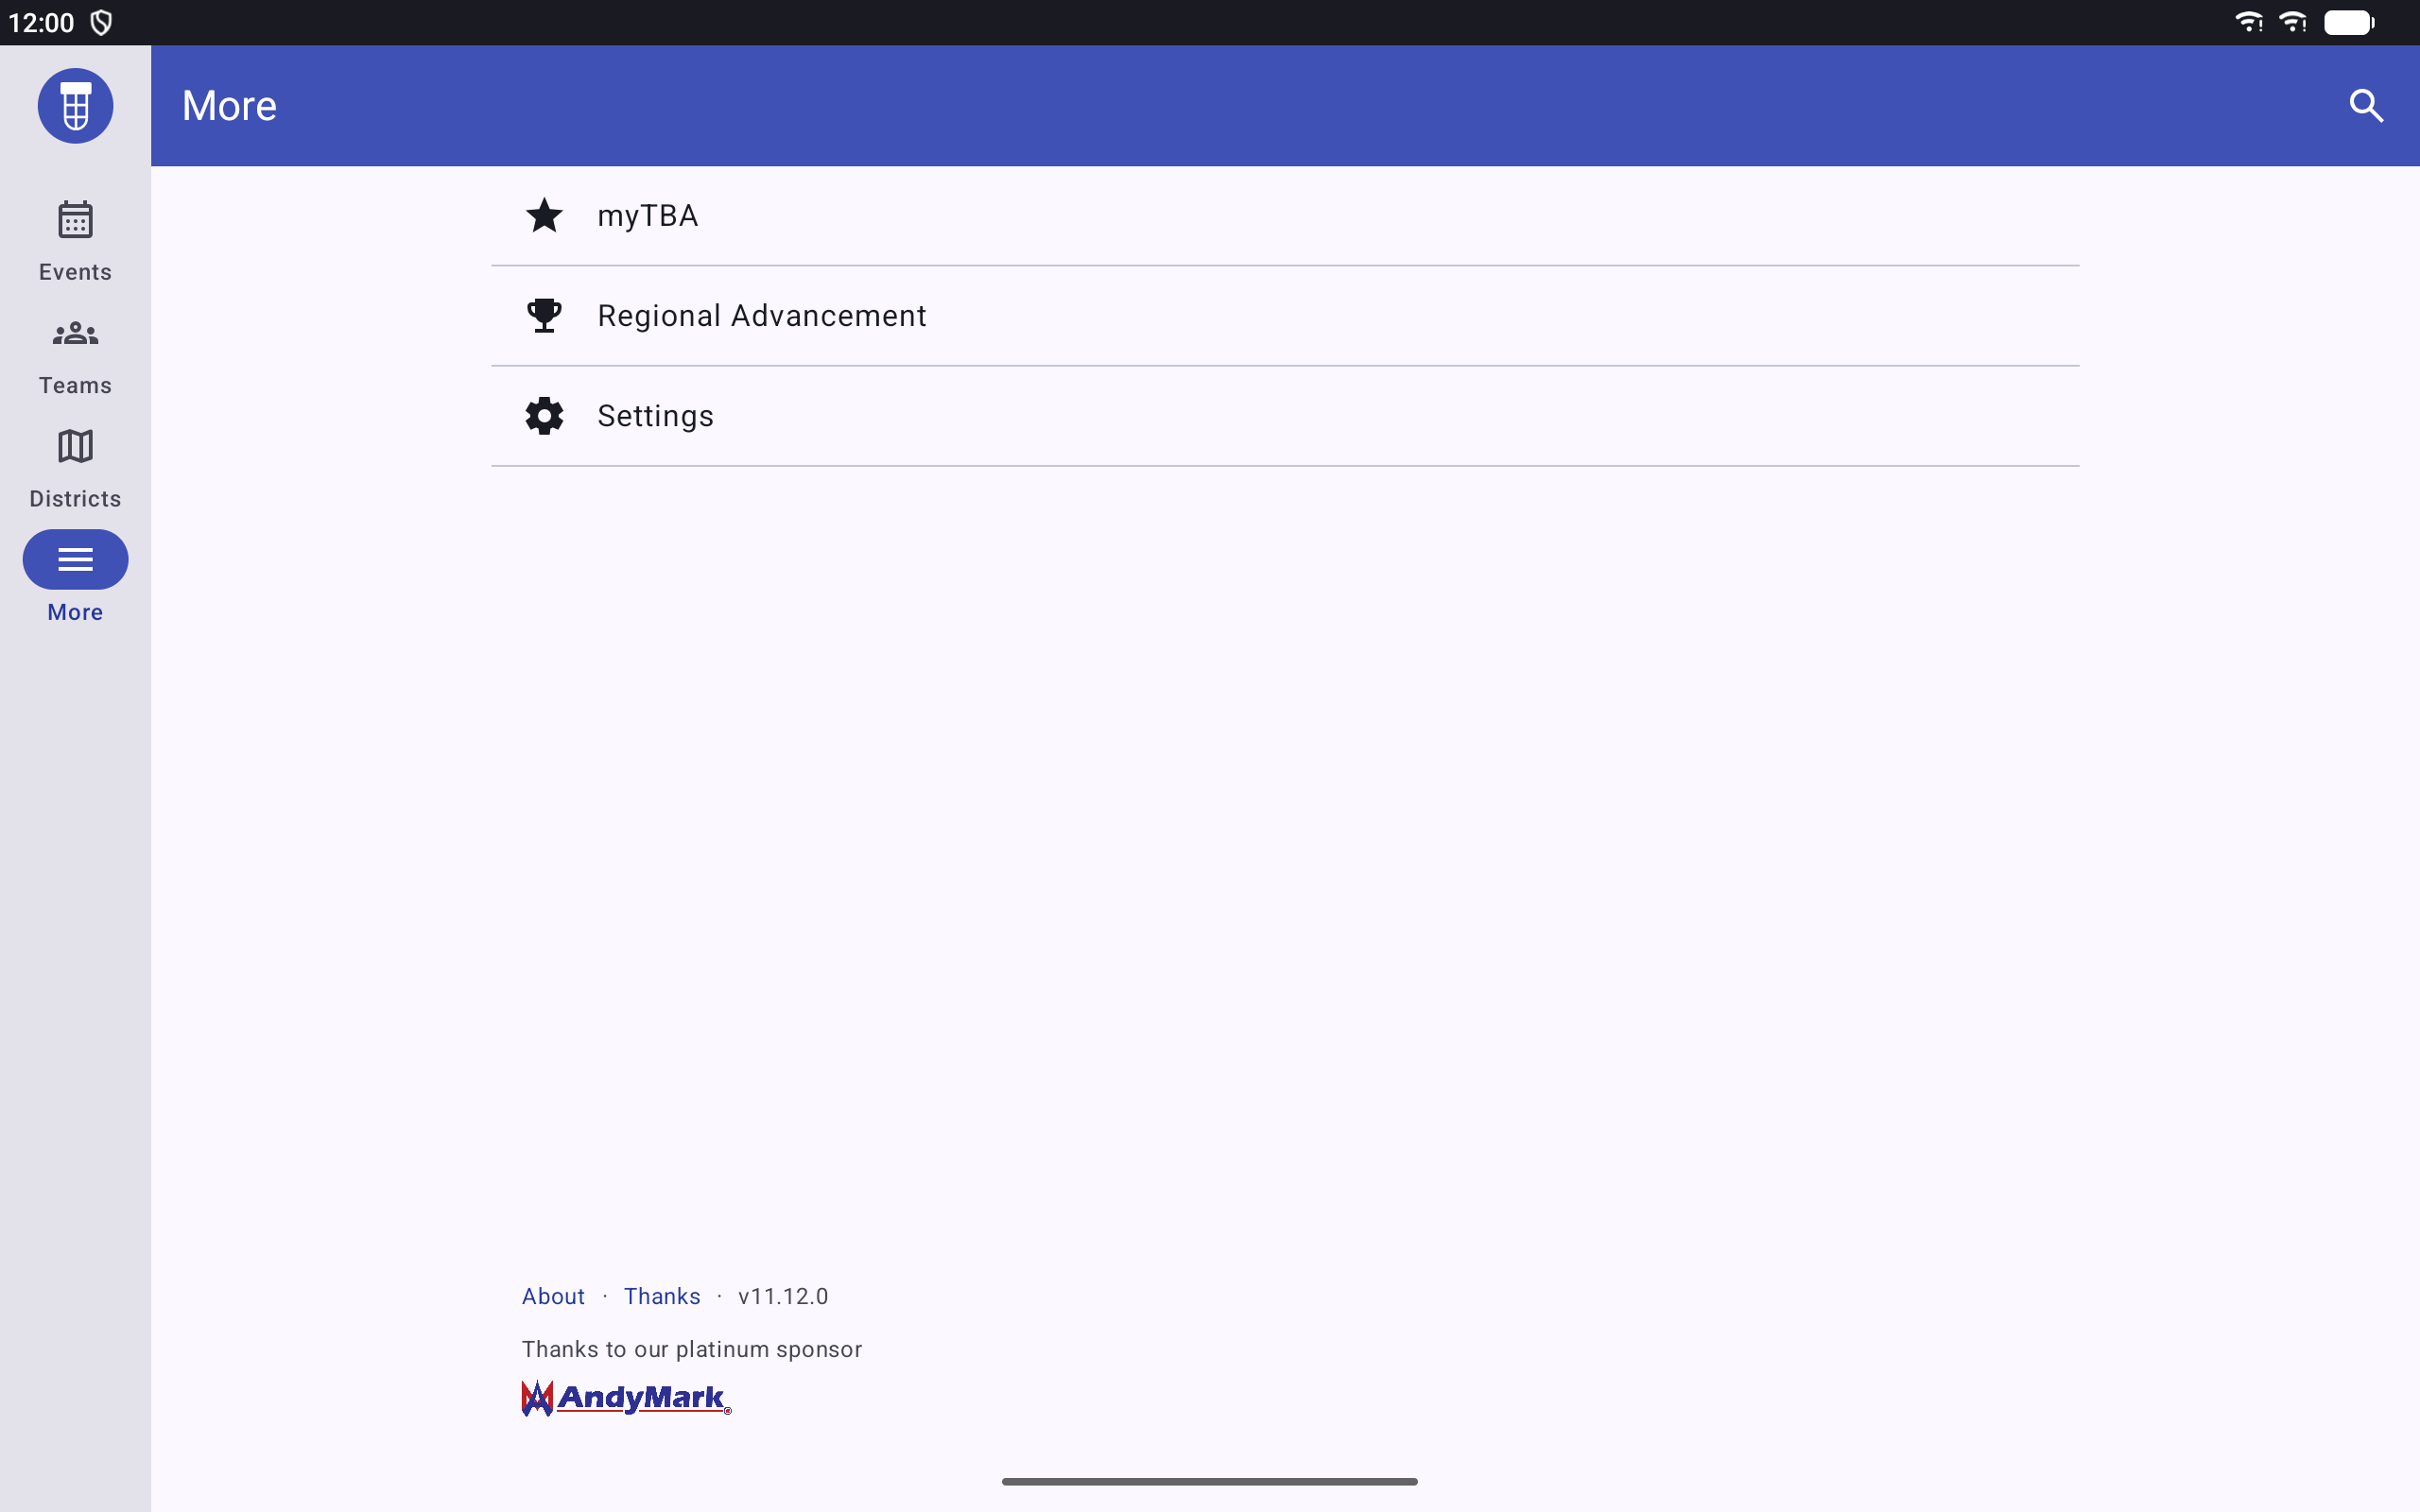 12:00
More
Events
Teams
Districts
More
myTBA
Regional Advancement
Settings
About · Thanks · v11.12.0
Thanks to our platinum sponsor
AndyMark